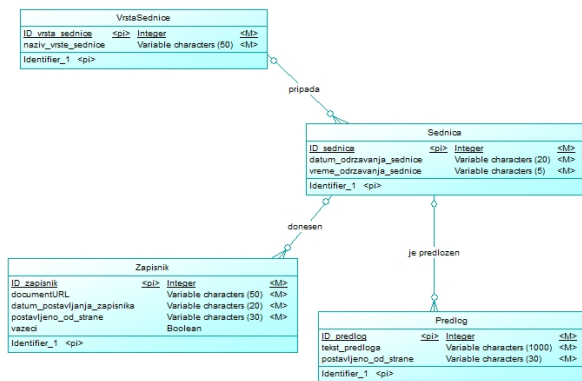 VrstaSednice
ID_vrsta_sednice <pi> Integer <M>
naziv_vrste_sednice Variable characters (50) <M>
Identifier_1 <pi>
pripada
Sednica
ID_sednica <pi> Integer <M>
datum_odrzavanja_sednice Variable characters (20) <M>
vreme_odrzavanja_sednice Variable characters (5) <M>
Identifier_1 <pi>
donesen
je predlozen
Zapisnik
ID_zapisnik <pi> Integer <M>
documentURL Variable characters (50) <M>
datum_postavljanja_zapisnika Variable characters (20) <M>
postavljeno_od_strane Variable characters (30) <M>
vazeci Boolean
Identifier_1 <pi>
Predlog
ID_predlog <pi> Integer <M>
tekst_predloga Variable characters (1000) <M>
postavljeno_od_strane Variable characters (30) <M>
Identifier_1 <pi>